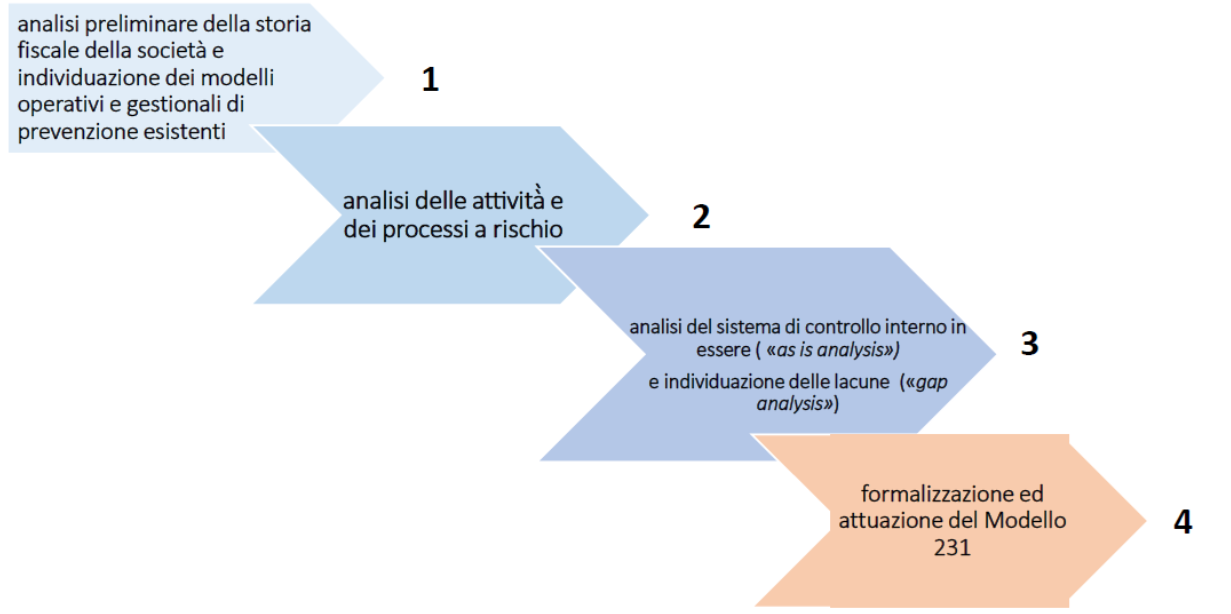 analisi preliminare della storia
fiscale della società e
individuazione dei modelli
operativi e gestionali di
prevenzione esistenti
1
analisi delle attività̀ e
dei processi a rischio
2
analisi del sistema di controllo interno in
essere ( «as is analysis»)
e individuazione delle lacune («gap
analysis»)
3
formalizzazione ed
attuazione del Modello
231
4